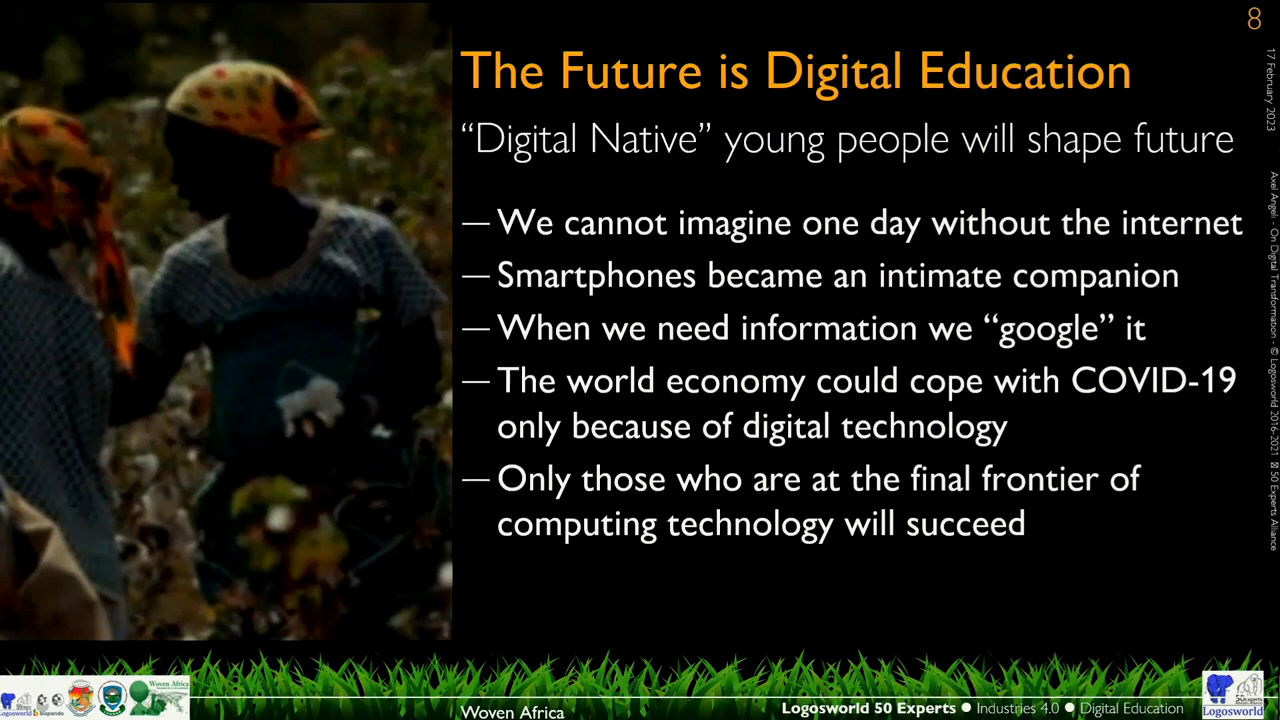 8
The Future is Digital Education
“Digital Native” young people will shape future
— We cannot imagine one day without the internet
— Smartphones became an intimate companion
— When we need information we “google” it
— The world economy could cope with COVID-19
only because of digital technology
— Only those who are at the final frontier of
computing technology will succeed
17 February 2023
Axel Angeli - On Digital Transformation - © Logosworld 2016-2021 50 Experts Alliance
Logosworld
Woven Africa
Woven Africa
Logosworld 50 Experts ● Industries 4.0 ● Digital Education
Logosworld